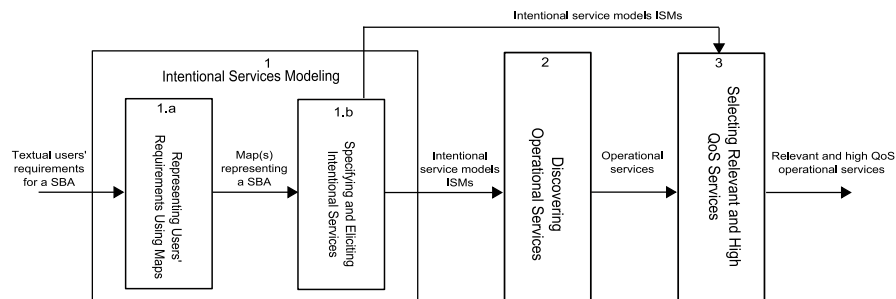 Intentional service models ISMs
1
Intentional Services Modeling
1.a
Representing Users'
Requirements Using Maps
1.b
Specifying and Eliciting
Intentional Services
2
Discovering
Operational Services
3
Selecting Relevant and High
QoS Services
Textual users'
requirements
for a SBA
Map(s)
representing
a SBA
Intentional
service models
ISMs
Operational
services
Relevant and high QoS
operational services